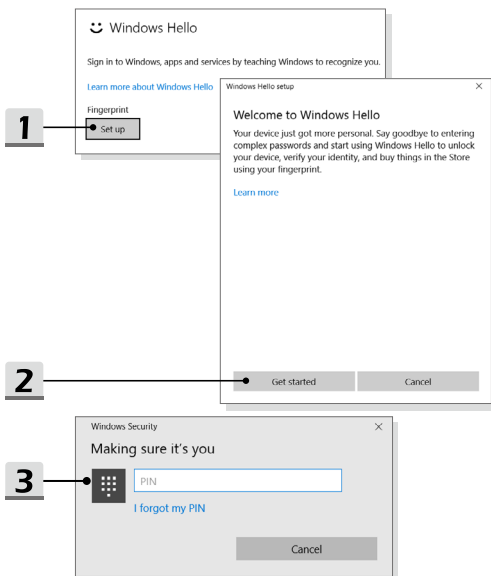 Windows Hello
Sign in to Windows, apps and services by teaching Windows to recognize you.
Learn more about Windows Hello
Fingerprint
1
Set up
Windows Hello setup
Welcome to Windows Hello
Your device just got more personal. Say goodbye to entering
complex passwords and start using Windows Hello to unlock
your device, verify your identity, and buy things in the Store
using your fingerprint.
Learn more
2
Get started
Cancel
Windows Security
Making sure it's you
3
PIN
I forgot my PIN
Cancel